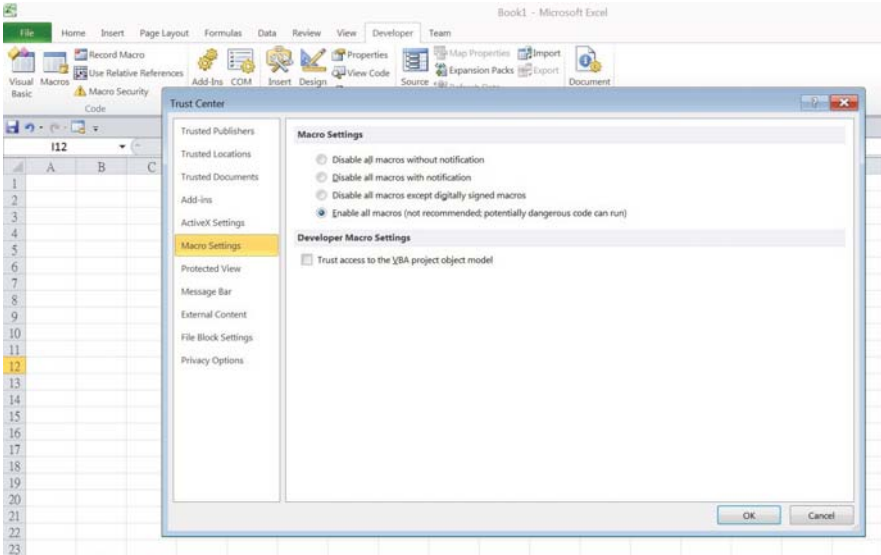 Book1 - Microsoft Excel
File Home Insert Page Layout Formulas Data Review View Developer Team
Visual Basic
Macros
Record Macro
Use Relative References
Macro Security
Code
Add-Ins COM
Insert Design
Properties
View Code
Source
Map Properties
Expansion Packs
Import
Export
Document
I12
A B C
Trust Center
Trusted Publishers
Trusted Locations
Trusted Documents
Add-ins
ActiveX Settings
Macro Settings
Protected View
Message Bar
External Content
File Block Settings
Privacy Options
Macro Settings
Disable all macros without notification
Disable all macros with notification
Disable all macros except digitally signed macros
Enable all macros (not recommended; potentially dangerous code can run)
Developer Macro Settings
Trust access to the VBA project object model
OK Cancel
1
2
3
4
5
6
7
8
9
10
11
12
13
14
15
16
17
18
19
20
21
22
23